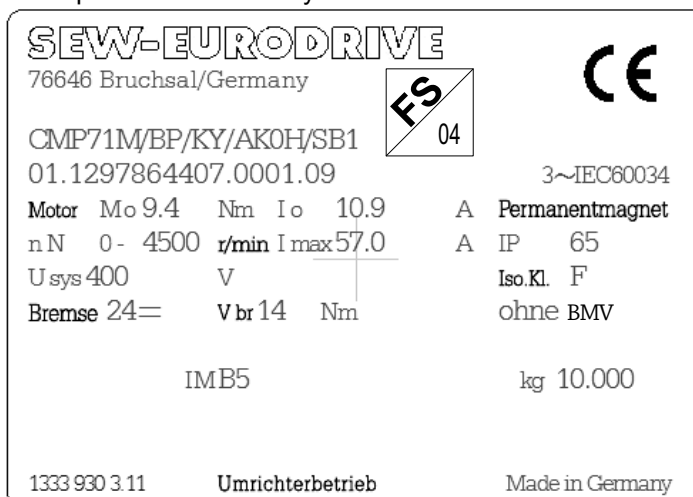 SEW-EURODRIVE
76646 Bruchsal/Germany
CE
FS
04
CMP71M/BP/KY/AK0H/SB1
01.1297864407.0001.09
3~IEC60034
Motor Mo 9.4 Nm Io 10.9 A Permanentmagnet
nN 0 - 4500 r/min Imax 57.0 A IP 65
Usys 400 V Iso.Kl. F
Bremse 24= Vbr 14 Nm ohne BMV
IM B5 kg 10.000
1333 930 3.11 Umrichterbetrieb Made in Germany